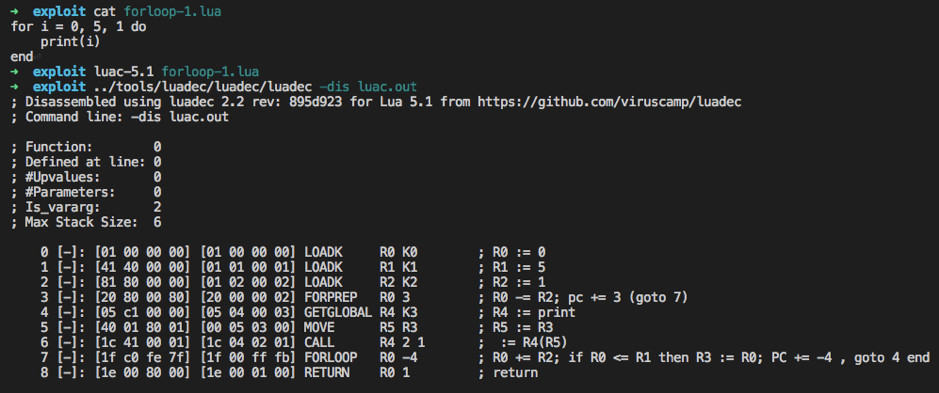 ➜  exploit cat forloop-1.lua
for i = 0, 5, 1 do
    print(i)
end
➜  exploit luac-5.1 forloop-1.lua
➜  exploit ../tools/luadec/luadec/luadec -dis luac.out
; Disassembled using luadec 2.2 rev: 895d923 for Lua 5.1 from https://github.com/viruscamp/luadec
; Command line: -dis luac.out

; Function:        0
; Defined at line: 0
; #Upvalues:       0
; #Parameters:     0
; Is_vararg:       2
; Max Stack Size:  6

    0 [-]: [01 00 00 00] [01 00 00 00] LOADK     R0 K0        ; R0 := 0
    1 [-]: [41 40 00 00] [01 01 00 01] LOADK     R1 K1        ; R1 := 5
    2 [-]: [81 80 00 00] [01 02 00 02] LOADK     R2 K2        ; R2 := 1
    3 [-]: [20 80 00 80] [20 00 00 02] FORPREP   R0 3         ; R0 -= R2; pc += 3 (goto 7)
    4 [-]: [05 c1 00 00] [05 04 00 03] GETGLOBAL R4 K3        ; R4 := print
    5 [-]: [40 01 80 01] [00 05 03 00] MOVE      R5 R3        ; R5 := R3
    6 [-]: [1c 41 00 01] [1c 04 02 01] CALL      R4 2 1       ;  := R4(R5)
    7 [-]: [1f c0 fe 7f] [1f 00 ff fb] FORLOOP   R0 -4        ; R0 += R2; if R0 <= R1 then R3 := R0; PC += -4 , goto 4 end
    8 [-]: [1e 00 80 00] [1e 00 01 00] RETURN    R0 1         ; return